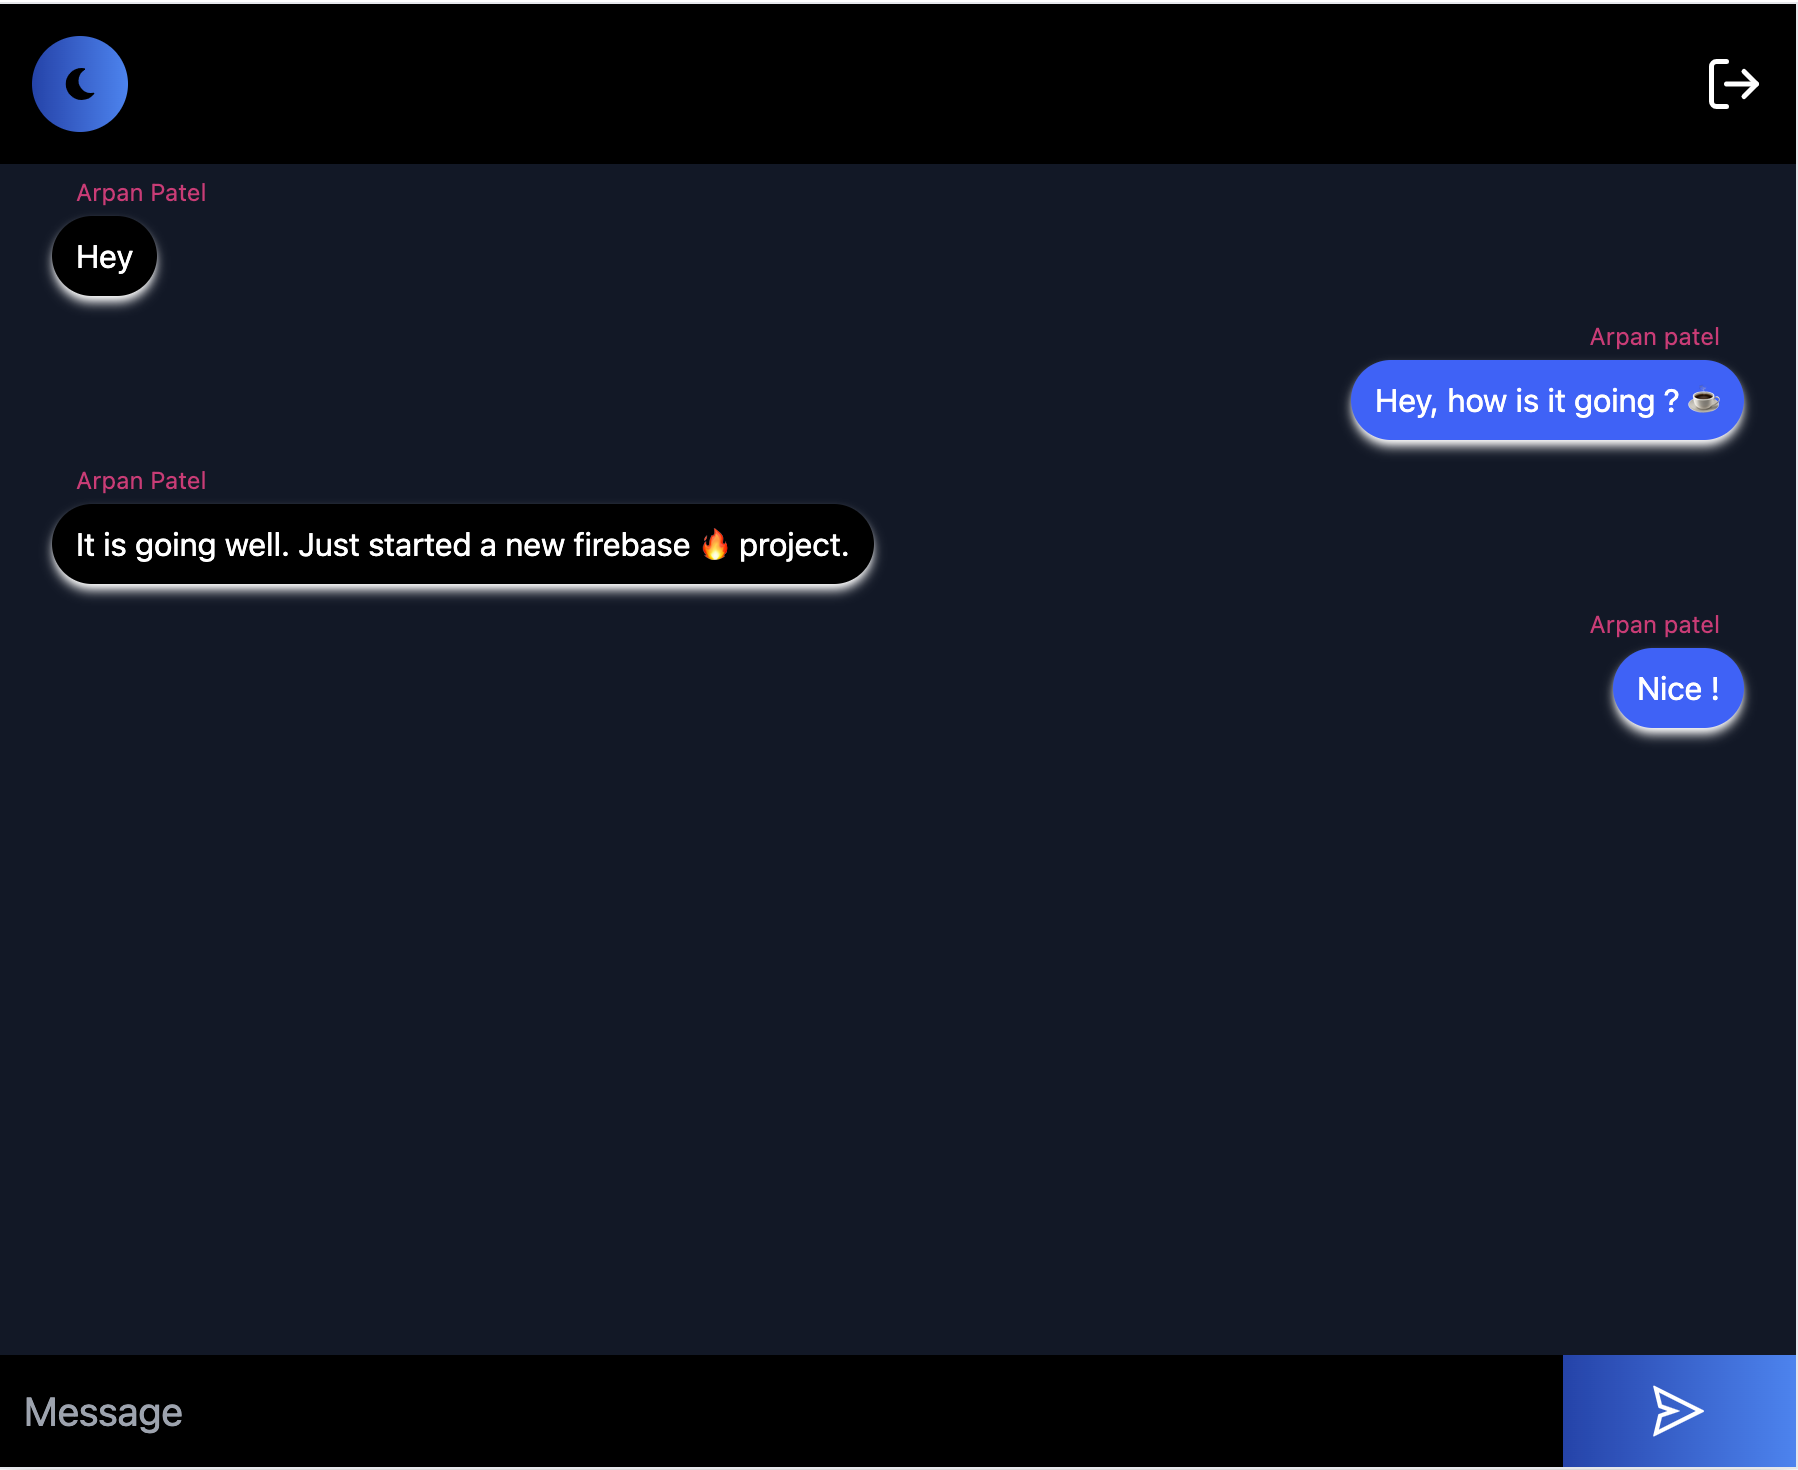 Arpan Patel
Hey
Arpan patel
Hey, how is it going ? ☕
Arpan Patel
It is going well. Just started a new firebase 🔥 project.
Arpan patel
Nice !
Message